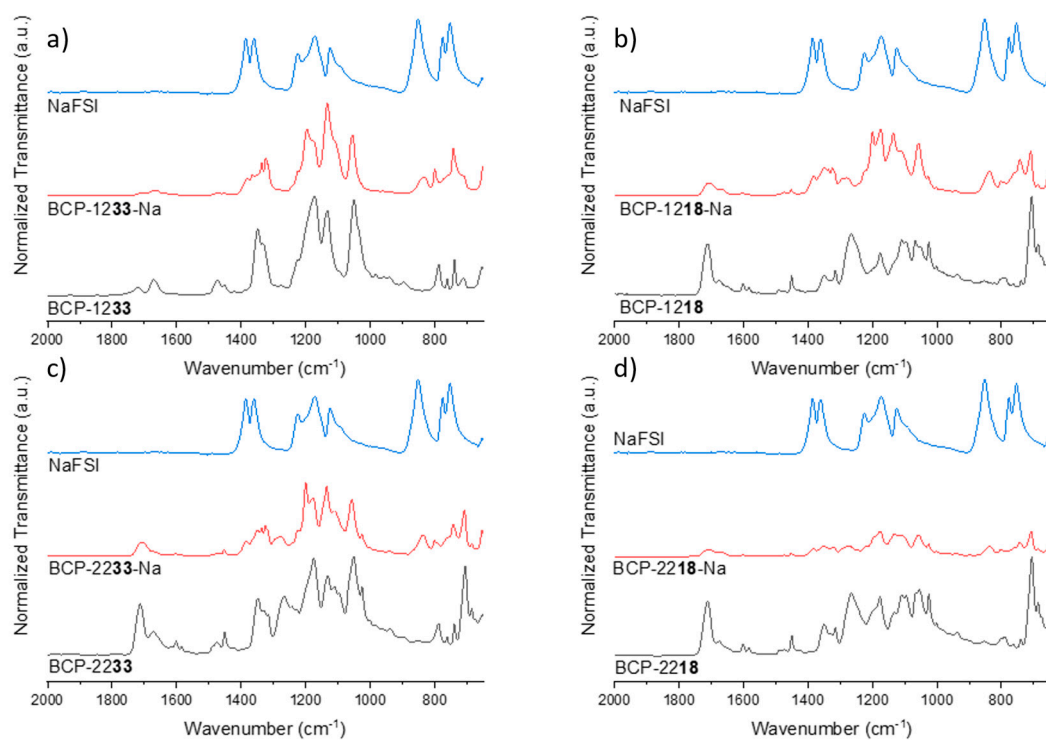 a)
Normalized Transmittance (a.u.)
NaFSI
BCP-1233-Na
BCP-1233
2000 1800 1600 1400 1200 1000 800
Wavenumber (cm⁻¹)
b)
Normalized Transmittance (a.u.)
NaFSI
BCP-1218-Na
BCP-1218
2000 1800 1600 1400 1200 1000 800
Wavenumber (cm⁻¹)
c)
Normalized Transmittance (a.u.)
NaFSI
BCP-2233-Na
BCP-2233
2000 1800 1600 1400 1200 1000 800
Wavenumber (cm⁻¹)
d)
Normalized Transmittance (a.u.)
NaFSI
BCP-2218-Na
BCP-2218
2000 1800 1600 1400 1200 1000 800
Wavenumber (cm⁻¹)